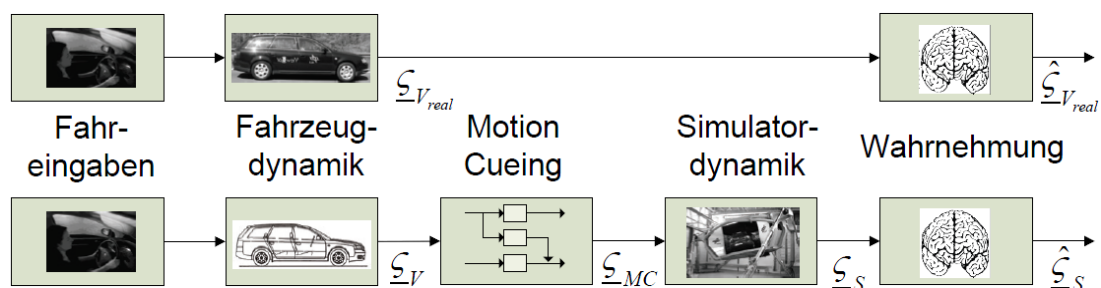 ς_V_real
ς̂_V_real
Fahr-
eingaben
Fahrzeug-
dynamik
Motion
Cueing
Simulator-
dynamik
Wahrnehmung
ς_V
ς_MC
ς_S
ς̂_S